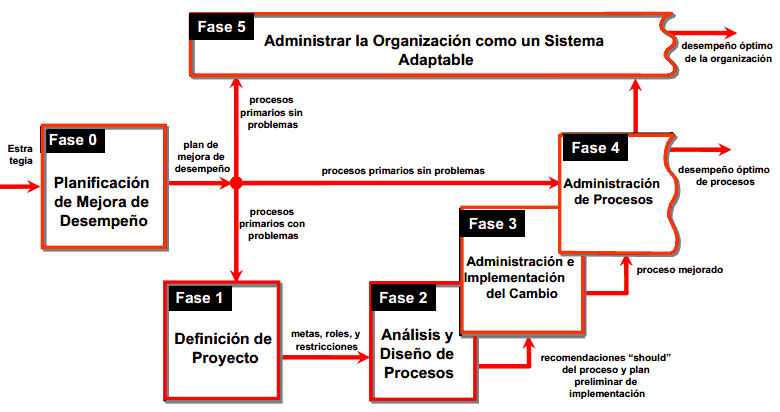 Fase 5
Administrar la Organización como un Sistema
Adaptable
desempeño óptimo
de la organización
procesos
primarios sin
problemas
Estra
tegia
Fase 0
Planificación
de Mejora de
Desempeño
plan de
mejora de
desempeño
procesos primarios sin problemas
Fase 4
Administración
de Procesos
desempeño óptimo
de procesos
procesos
primarios con
problemas
Fase 3
Administración e
Implementación
del Cambio
proceso mejorado
Fase 1
Definición de
Proyecto
metas, roles, y
restricciones
Fase 2
Análisis y
Diseño de
Procesos
recomendaciones “should”
del proceso y plan
preliminar de
implementación